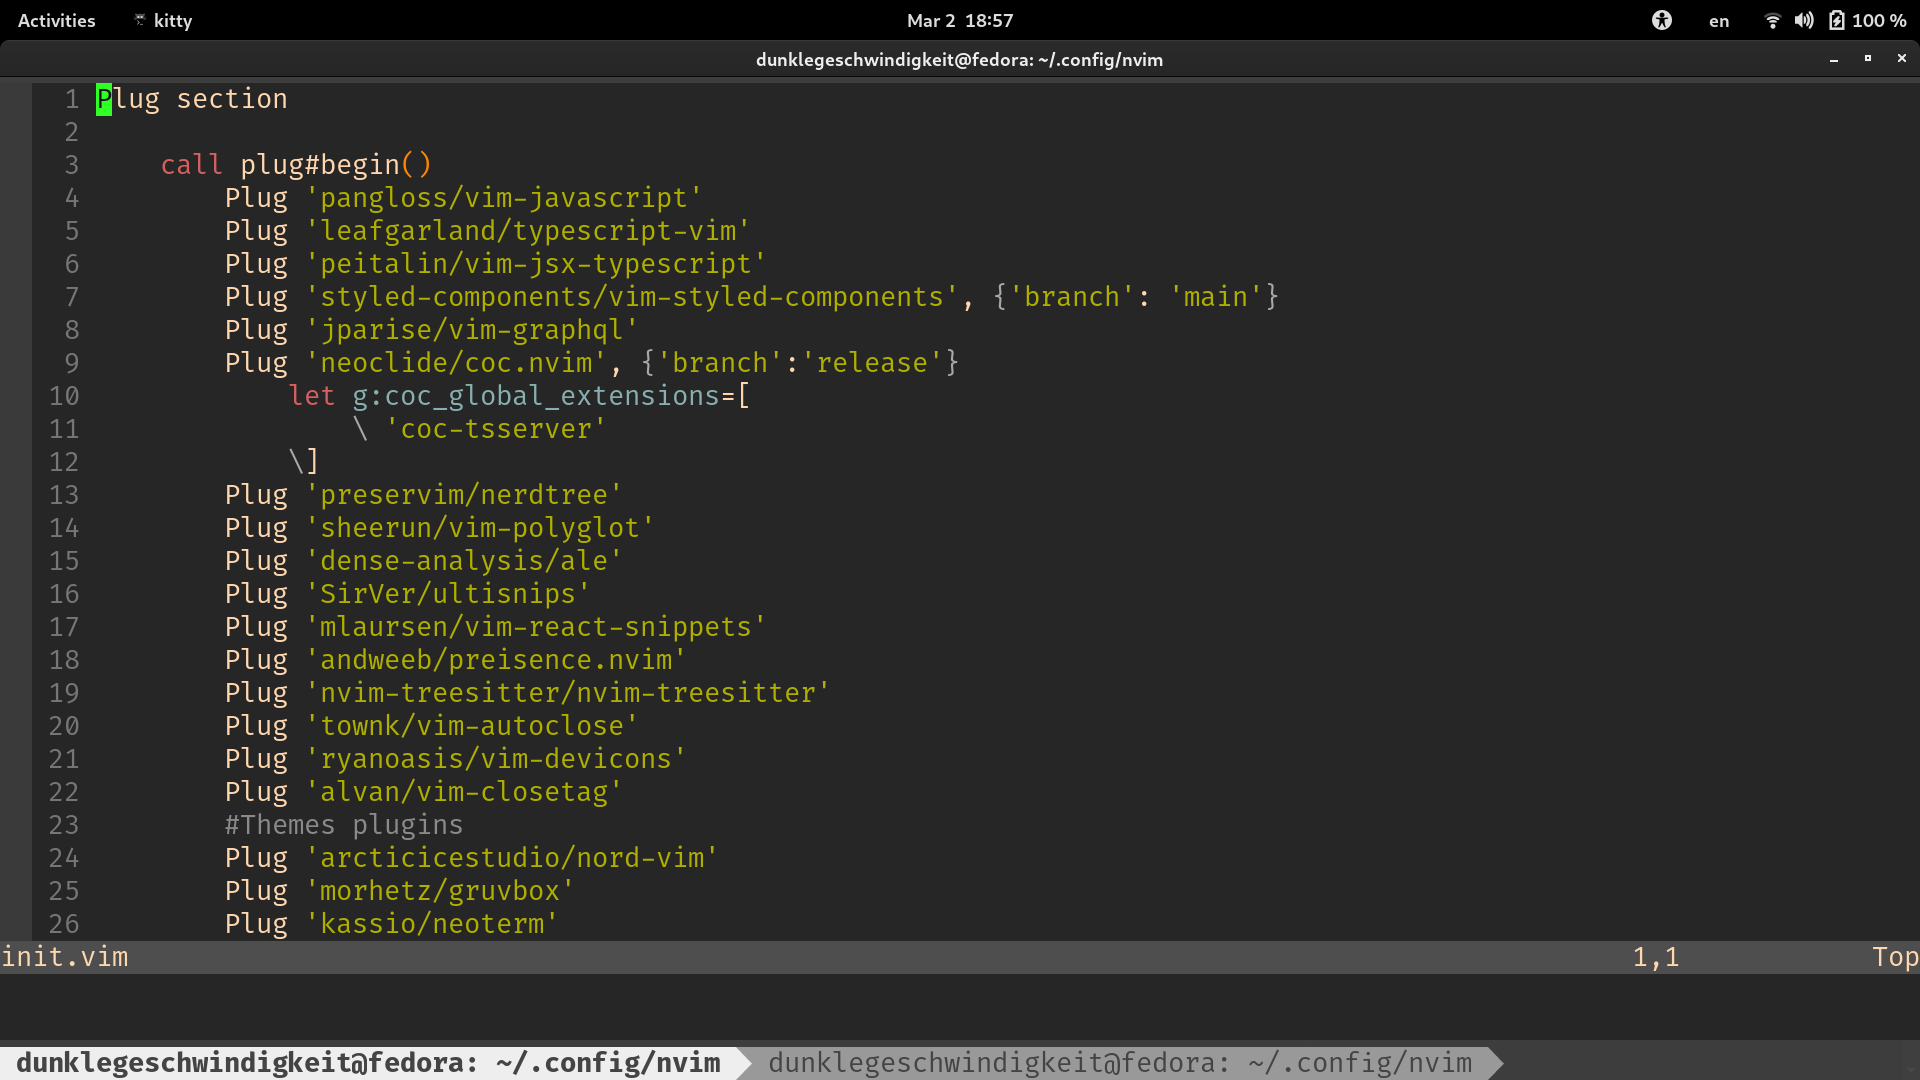 Activities kitty Mar 2 18:57 en 100 %
dunklegeschwindigkeit@fedora: ~/.config/nvim
1 Plug section
2
3 call plug#begin()
4 Plug 'pangloss/vim-javascript'
5 Plug 'leafgarland/typescript-vim'
6 Plug 'peitalin/vim-jsx-typescript'
7 Plug 'styled-components/vim-styled-components', {'branch': 'main'}
8 Plug 'jparise/vim-graphql'
9 Plug 'neoclide/coc.nvim', {'branch':'release'}
10 let g:coc_global_extensions=[
11 \ 'coc-tsserver'
12 \]
13 Plug 'preservim/nerdtree'
14 Plug 'sheerun/vim-polyglot'
15 Plug 'dense-analysis/ale'
16 Plug 'SirVer/ultisnips'
17 Plug 'mlaursen/vim-react-snippets'
18 Plug 'andweeb/preisence.nvim'
19 Plug 'nvim-treesitter/nvim-treesitter'
20 Plug 'townk/vim-autoclose'
21 Plug 'ryanoasis/vim-devicons'
22 Plug 'alvan/vim-closetag'
23 #Themes plugins
24 Plug 'arcticicestudio/nord-vim'
25 Plug 'morhetz/gruvbox'
26 Plug 'kassio/neoterm'
init.vim 1,1 Top
dunklegeschwindigkeit@fedora: ~/.config/nvim dunklegeschwindigkeit@fedora: ~/.config/nvim